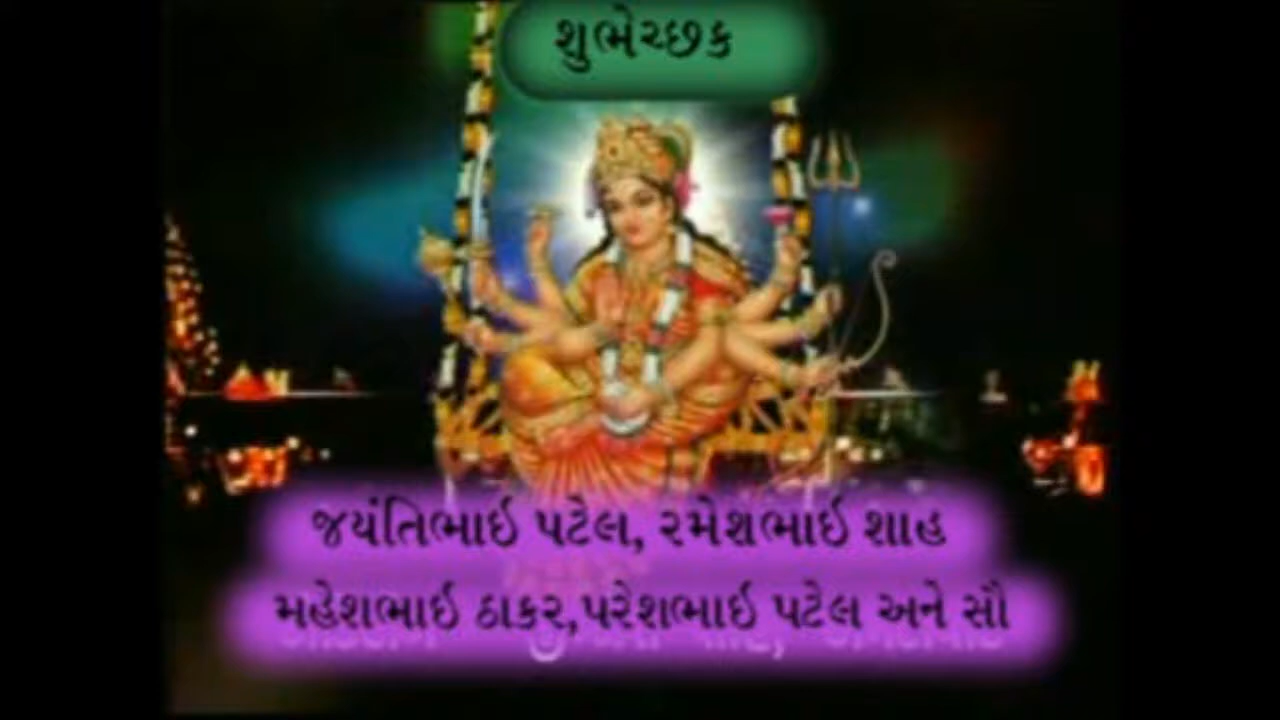 શુભેચ્છક
જયંતિભાઇ પટેલ, રમેશભાઇ શાહ
મહેશભાઇ ઠાકર,પરેશભાઇ પટેલ અને સૌ